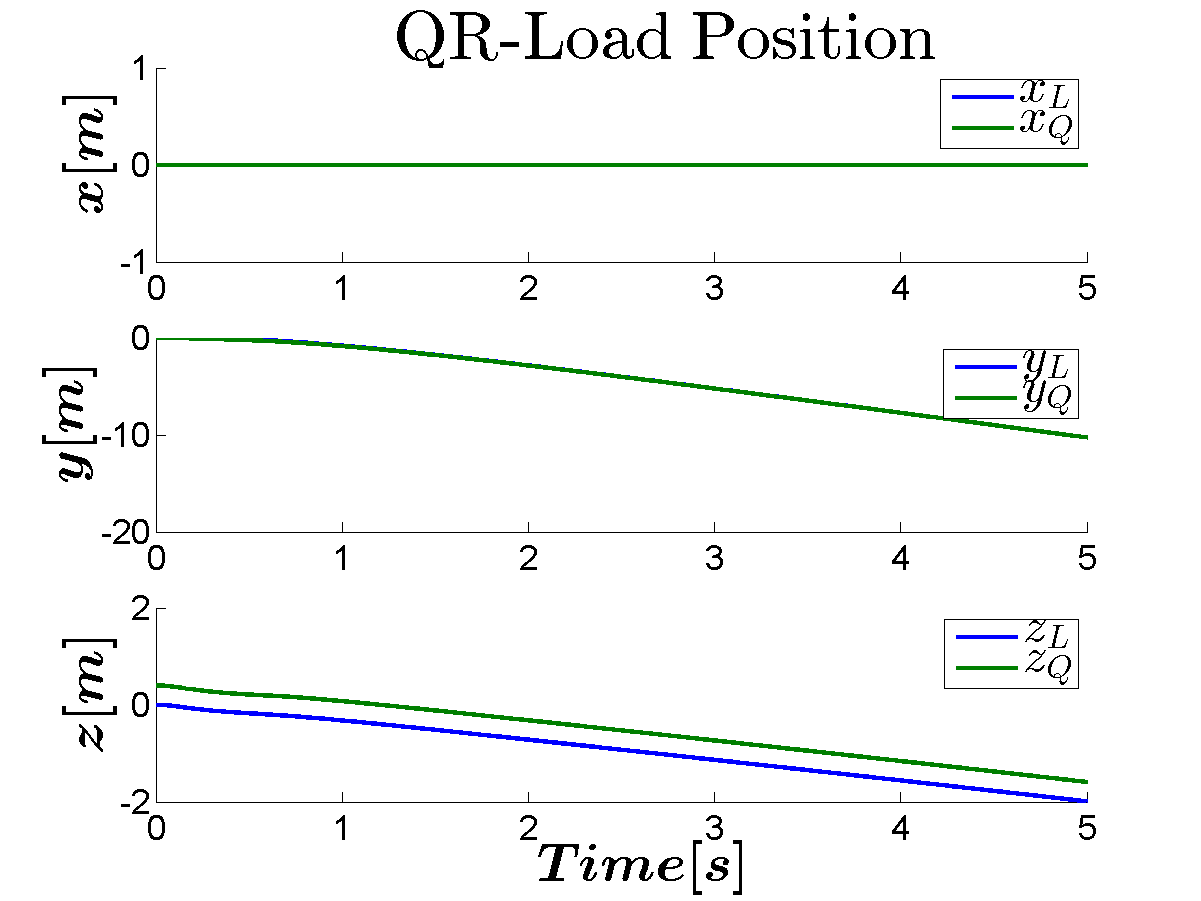 QR-Load Position
x[m]
1
0
-1
x_L
x_Q
0 1 2 3 4 5
y[m]
0
-10
-20
y_L
y_Q
0 1 2 3 4 5
z[m]
2
0
-2
z_L
z_Q
0 1 2 3 4 5
Time[s]